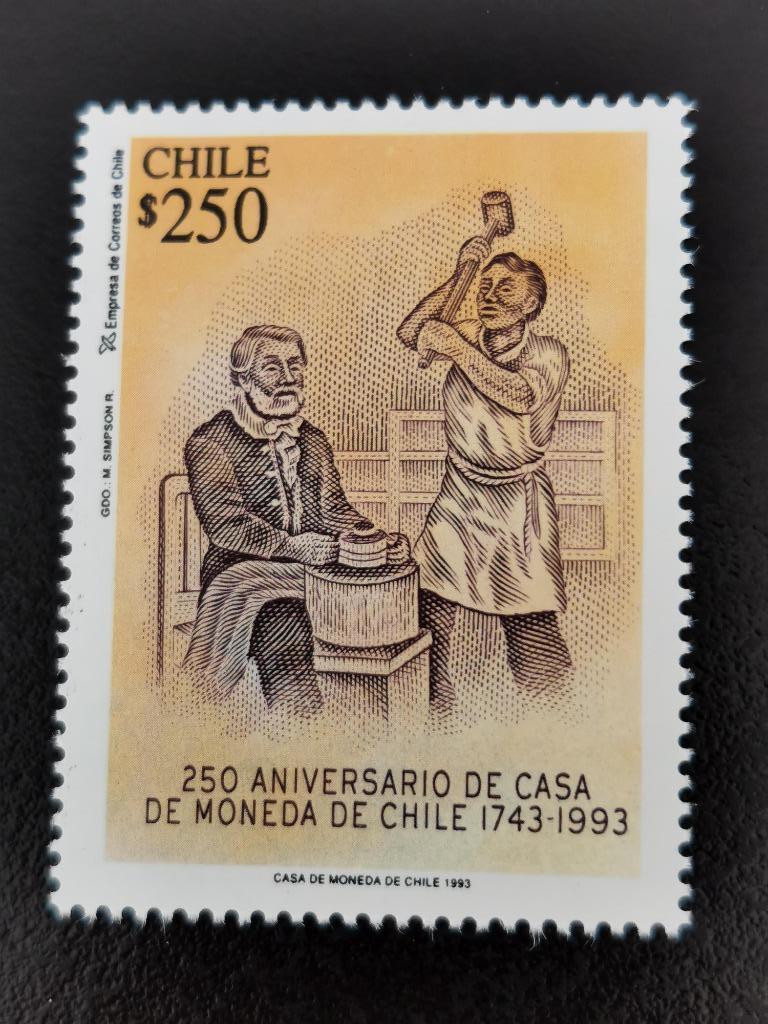 CHILE
$250
Empresa de Correos de Chile
GDO.: M. SIMPSON R.
250 ANIVERSARIO DE CASA
DE MONEDA DE CHILE 1743-1993
CASA DE MONEDA DE CHILE 1993